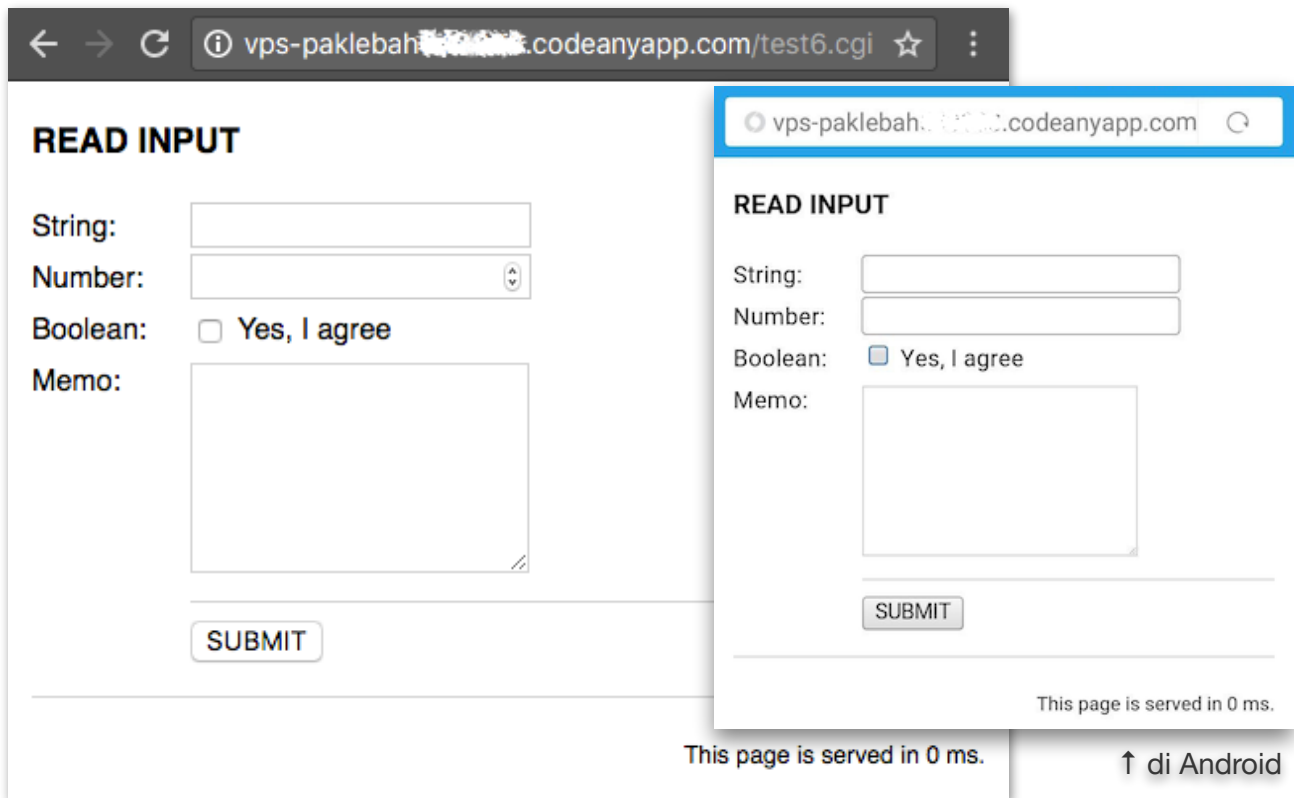 vps-paklebah .codeanyapp.com/test6.cgi
READ INPUT
String:
Number:
Boolean: Yes, I agree
Memo:
SUBMIT
This page is served in 0 ms.
vps-paklebah .codeanyapp.com
READ INPUT
String:
Number:
Boolean: Yes, I agree
Memo:
SUBMIT
This page is served in 0 ms.
↑ di Android